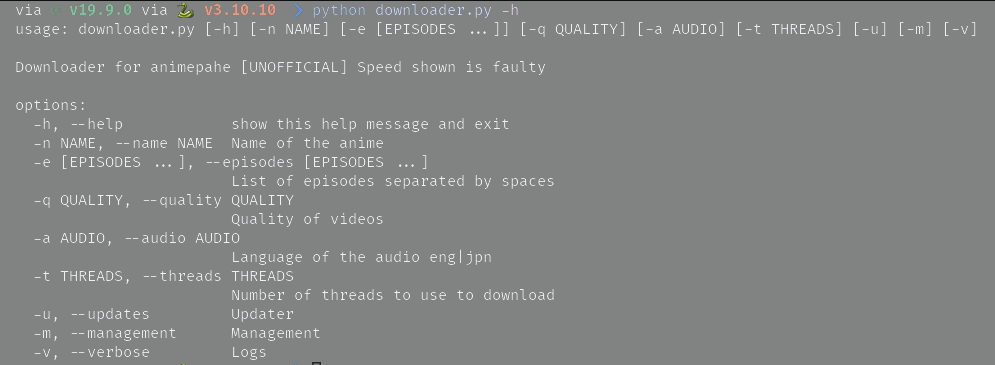 via v19.9.0 via v3.10.10 ❯ python downloader.py -h
usage: downloader.py [-h] [-n NAME] [-e [EPISODES ...]] [-q QUALITY] [-a AUDIO] [-t THREADS] [-u] [-m] [-v]
Downloader for animepahe [UNOFFICIAL] Speed shown is faulty
options:
-h, --help show this help message and exit
-n NAME, --name NAME Name of the anime
-e [EPISODES ...], --episodes [EPISODES ...]
List of episodes separated by spaces
-q QUALITY, --quality QUALITY
Quality of videos
-a AUDIO, --audio AUDIO
Language of the audio eng|jpn
-t THREADS, --threads THREADS
Number of threads to use to download
-u, --updates Updater
-m, --management Management
-v, --verbose Logs